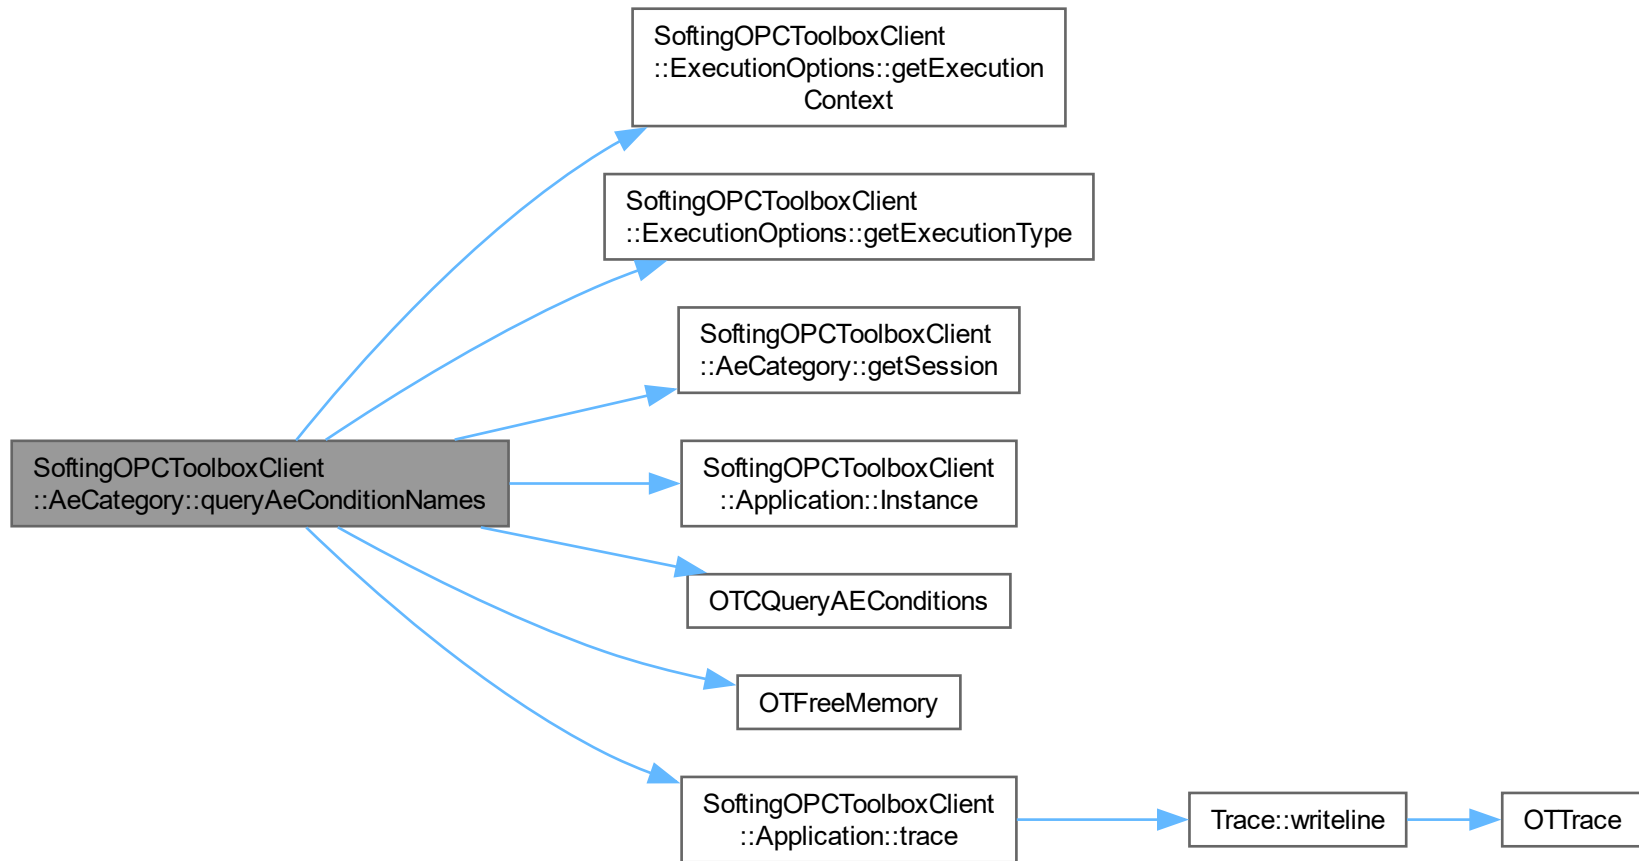 SoftingOPCToolboxClient
::ExecutionOptions::getExecution
Context
SoftingOPCToolboxClient
::ExecutionOptions::getExecutionType
SoftingOPCToolboxClient
::AeCategory::getSession
SoftingOPCToolboxClient
::AeCategory::queryAeConditionNames
SoftingOPCToolboxClient
::Application::Instance
OTCQueryAEConditions
OTFreeMemory
SoftingOPCToolboxClient
::Application::trace
Trace::writeline
OTTrace